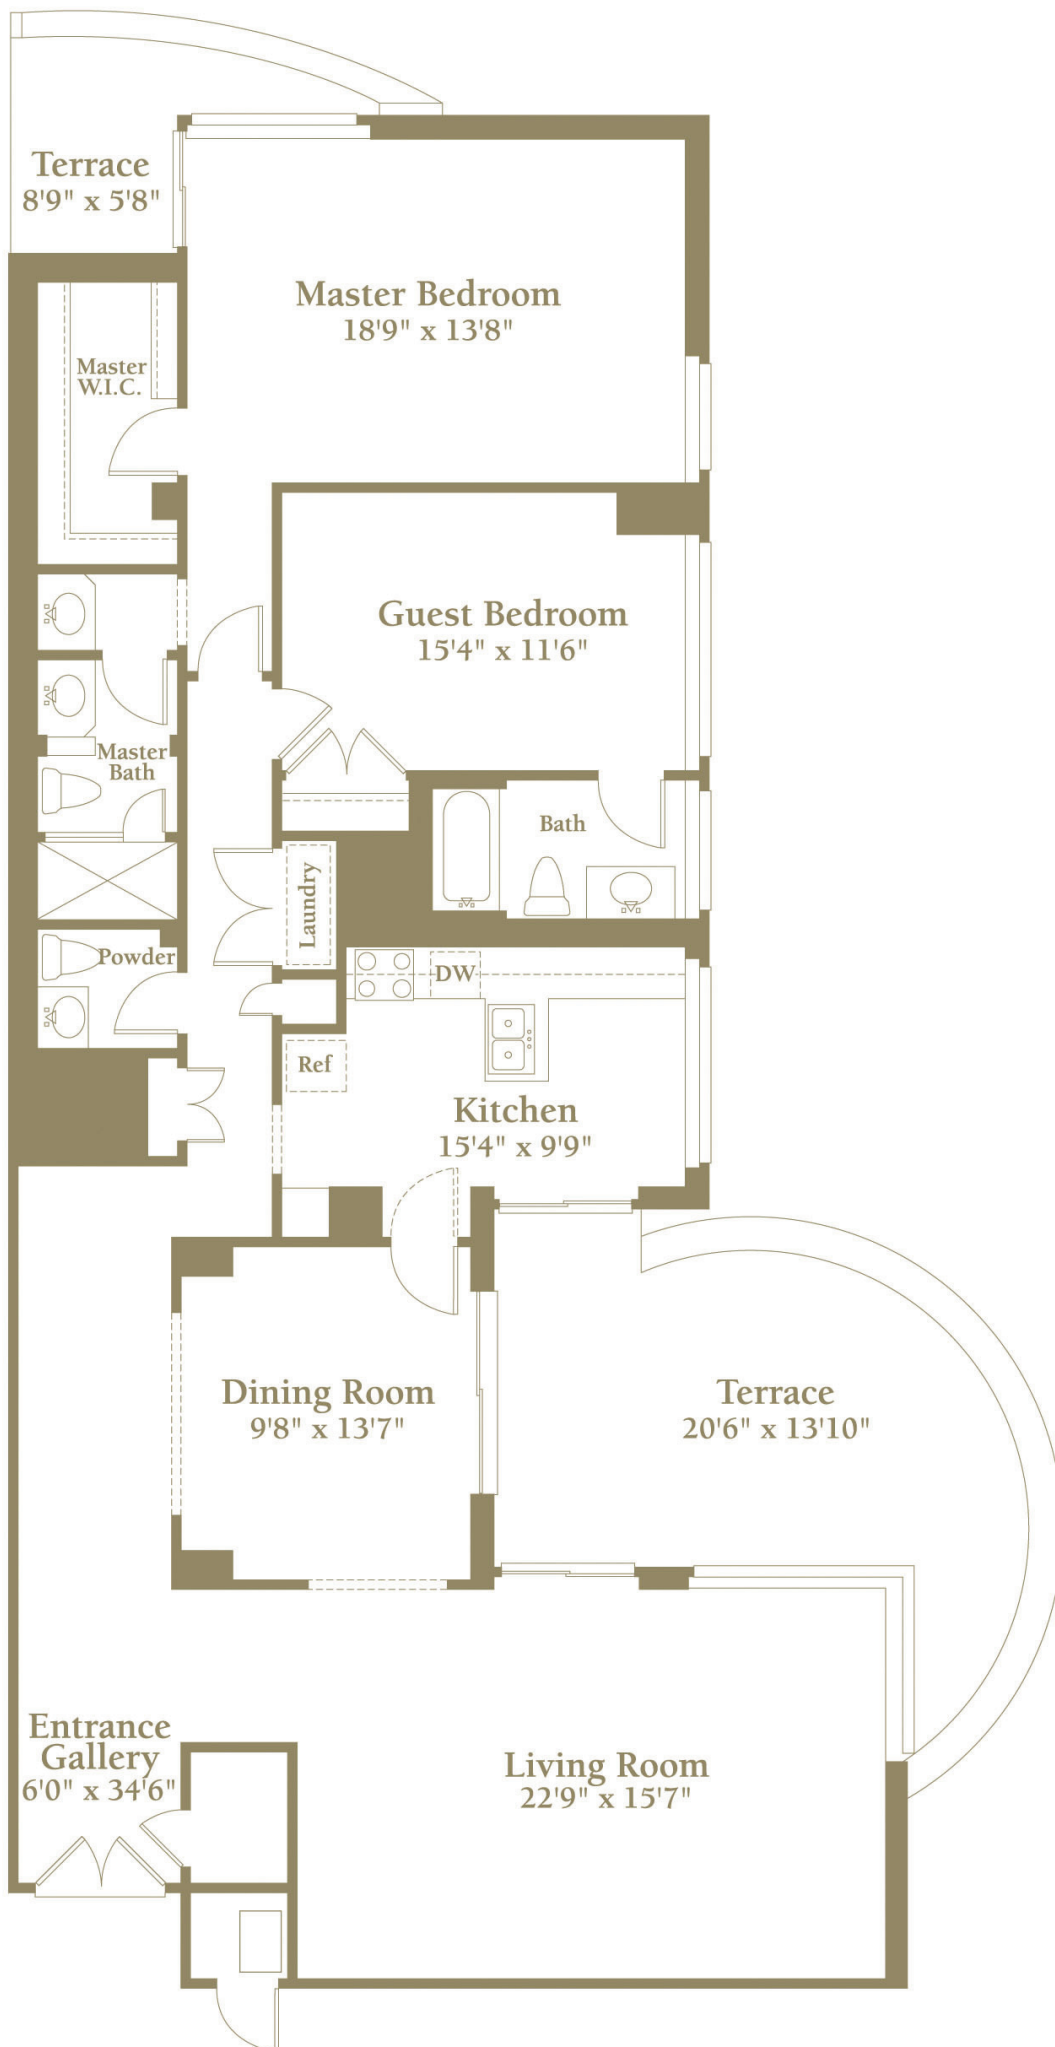 Terrace
8'9" x 5'8"
Master Bedroom
18'9" x 13'8"
Master
W.I.C.
Guest Bedroom
15'4" x 11'6"
Master
Bath
Bath
Laundry
Powder
DW
Ref
Kitchen
15'4" x 9'9"
Dining Room
9'8" x 13'7"
Terrace
20'6" x 13'10"
Entrance
Gallery
6'0" x 34'6"
Living Room
22'9" x 15'7"